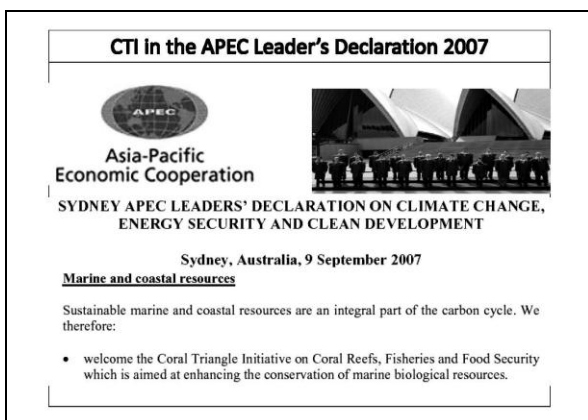 CTI in the APEC Leader's Declaration 2007
APEC
Asia-Pacific
Economic Cooperation
SYDNEY APEC LEADERS' DECLARATION ON CLIMATE CHANGE,
ENERGY SECURITY AND CLEAN DEVELOPMENT
Sydney, Australia, 9 September 2007
Marine and coastal resources
Sustainable marine and coastal resources are an integral part of the carbon cycle. We
therefore:
• welcome the Coral Triangle Initiative on Coral Reefs, Fisheries and Food Security
which is aimed at enhancing the conservation of marine biological resources.